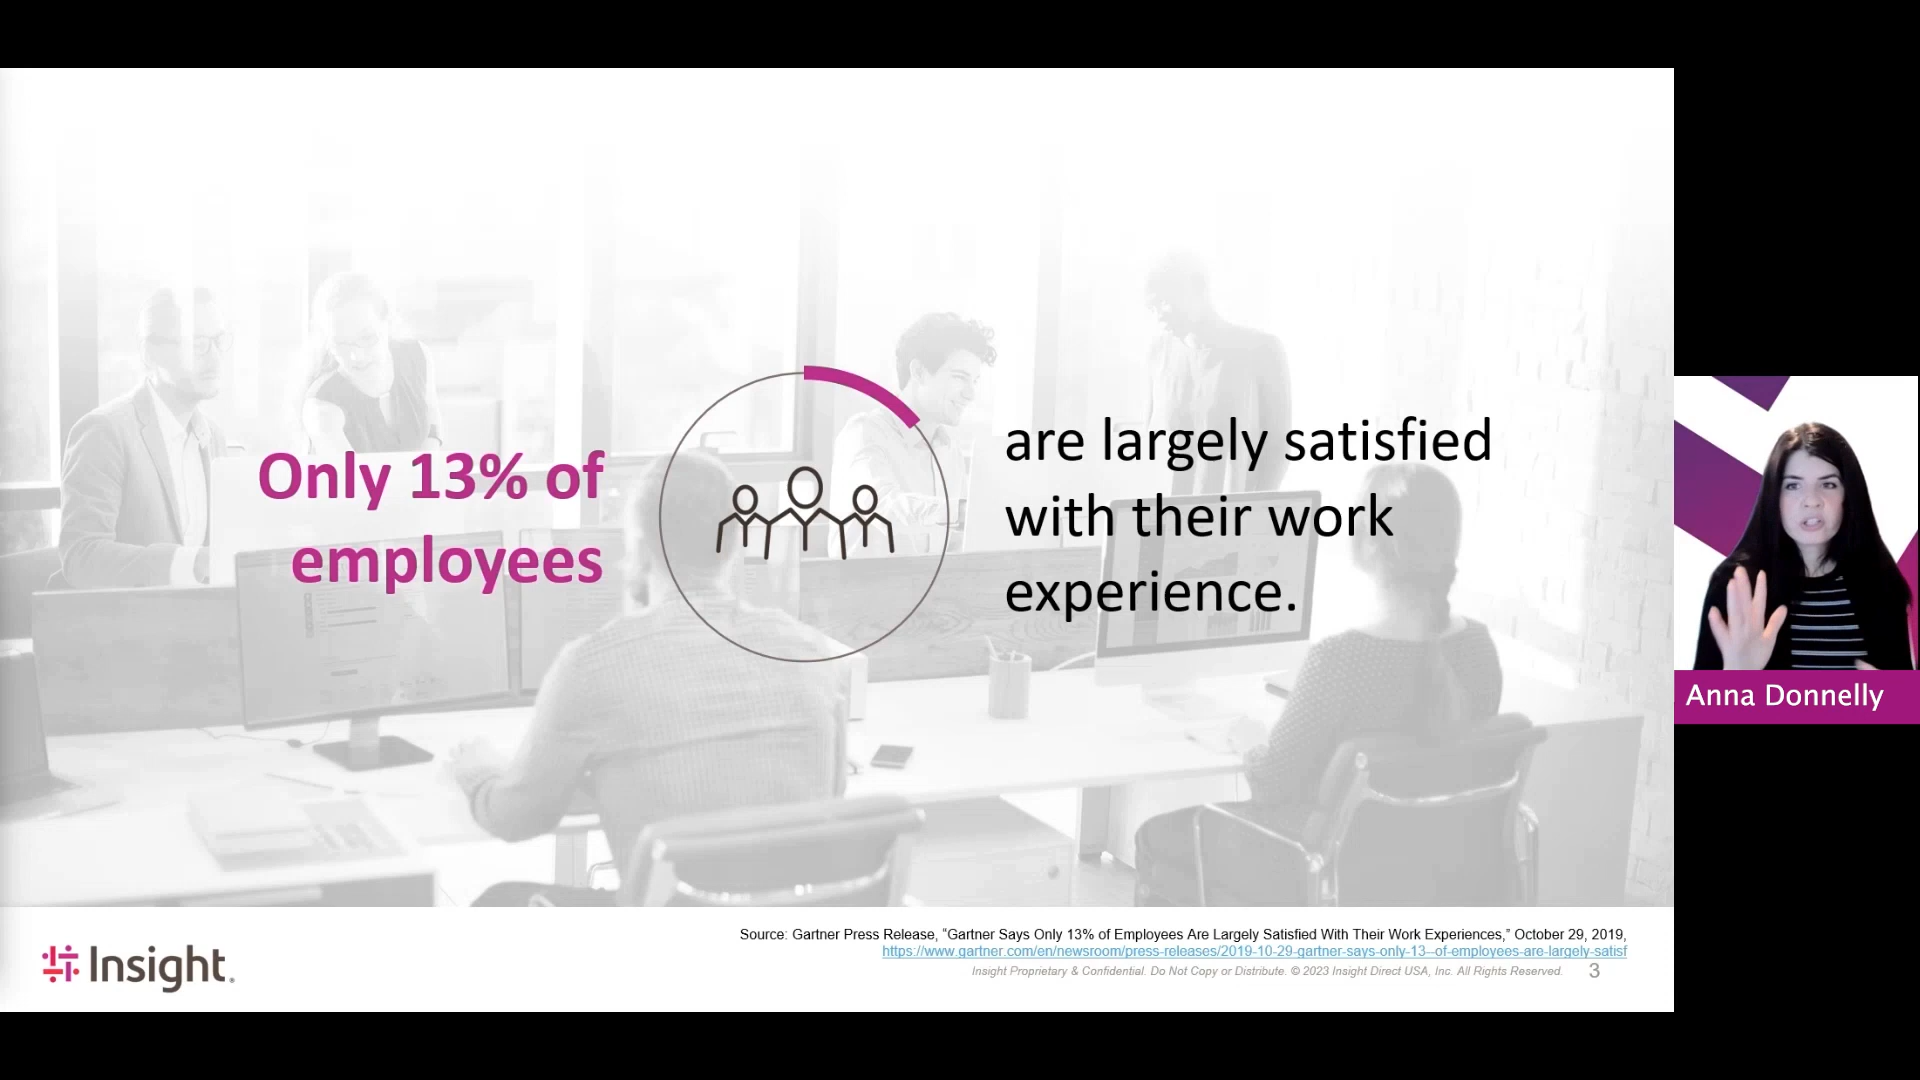 Only 13% of
employees
are largely satisfied
with their work
experience.
Anna Donnelly
Insight.
Source: Gartner Press Release, “Gartner Says Only 13% of Employees Are Largely Satisfied With Their Work Experiences,” October 29, 2019,
https://www.gartner.com/en/newsroom/press-releases/2019-10-29-gartner-says-only-13--of-employees-are-largely-satisf
Insight Proprietary & Confidential. Do Not Copy or Distribute. © 2023 Insight Direct USA, Inc. All Rights Reserved.
3